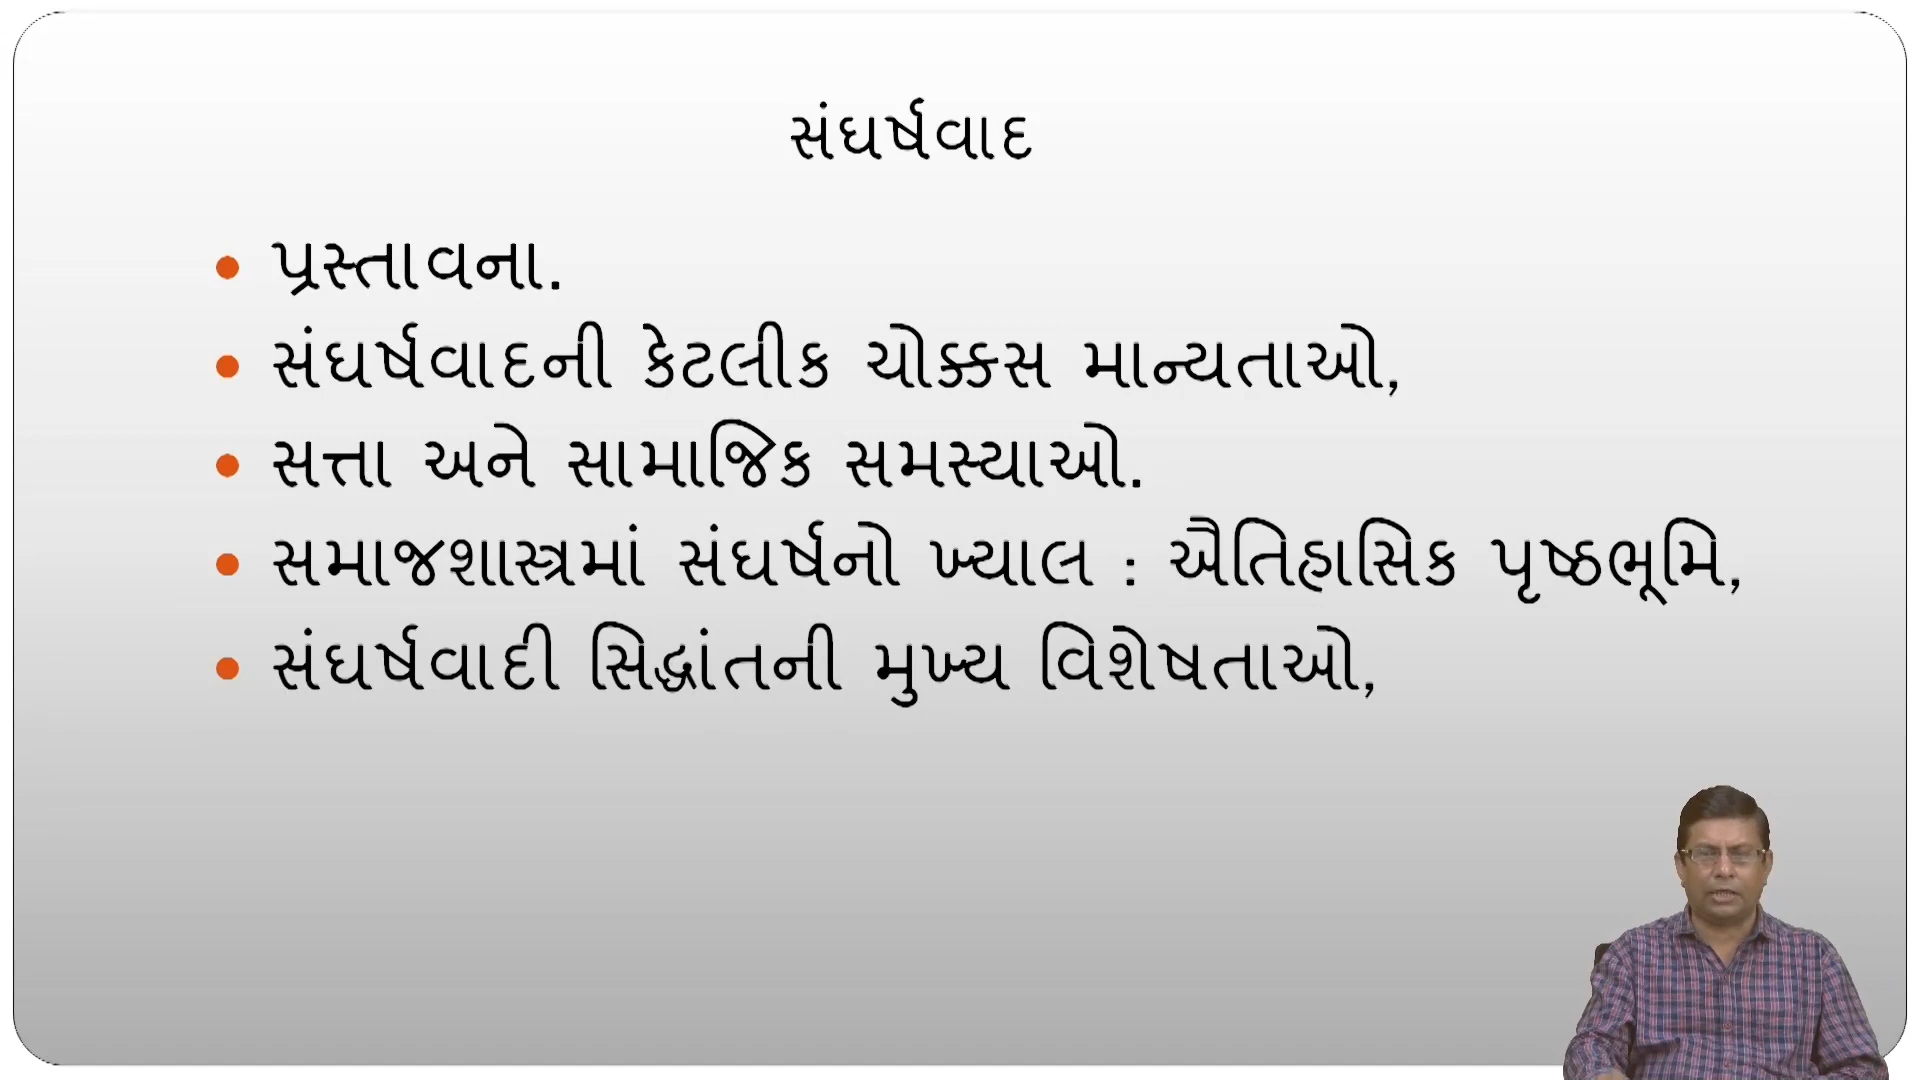 સંઘર્ષવાદ
પ્રસ્તાવના.
સંઘર્ષવાદની કેટલીક ચોક્કસ માન્યતાઓ,
સત્તા અને સામાજિક સમસ્યાઓ.
સમાજશાસ્ત્રમાં સંઘર્ષનો ખ્યાલ : ઐતિહાસિક પૃષ્ઠભૂમિ,
સંઘર્ષવાદી સિદ્ધાંતની મુખ્ય વિશેષતાઓ,